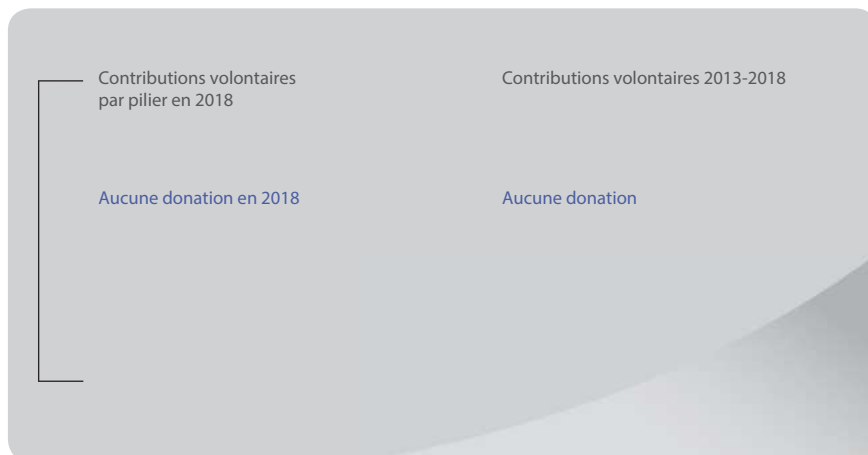 Contributions volontaires
par pilier en 2018
Aucune donation en 2018
Contributions volontaires 2013-2018
Aucune donation